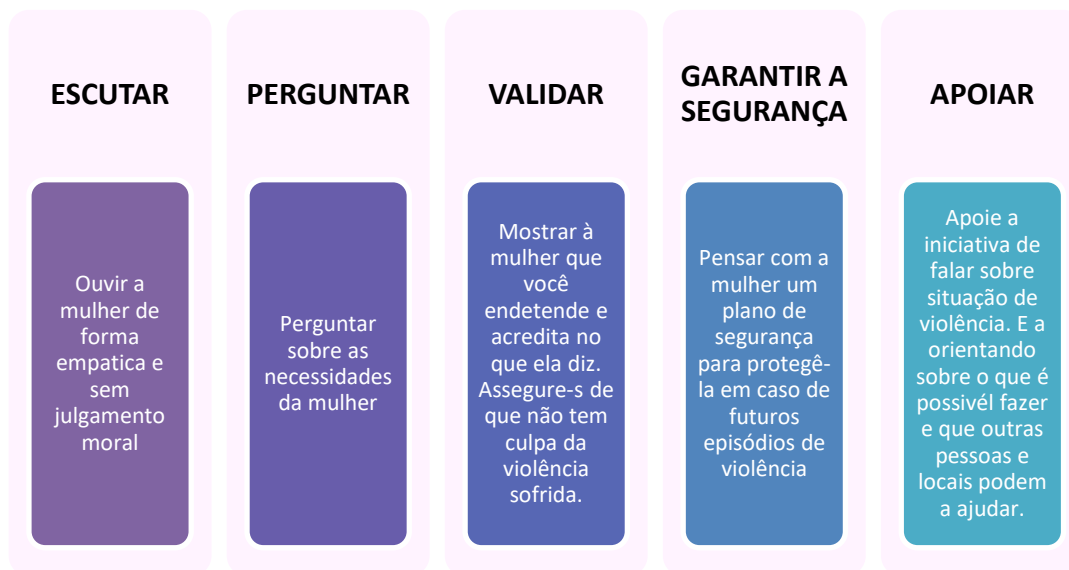 ESCUTAR
Ouvir a
mulher de
forma
empatica e
sem
julgamento
moral
PERGUNTAR
Perguntar
sobre as
necessidades
da mulher
VALIDAR
Mostrar à
mulher que
você
endetende e
acredita no
que ela diz.
Assegure-s de
que não tem
culpa da
violência
sofrida.
GARANTIR A
SEGURANÇA
Pensar com a
mulher um
plano de
segurança
para protegê-
la em caso de
futuros
episódios de
violência
APOIAR
Apoie a
iniciativa de
falar sobre
situação de
violência. E a
orientando
sobre o que é
possivél fazer
e que outras
pessoas e
locais podem
a ajudar.